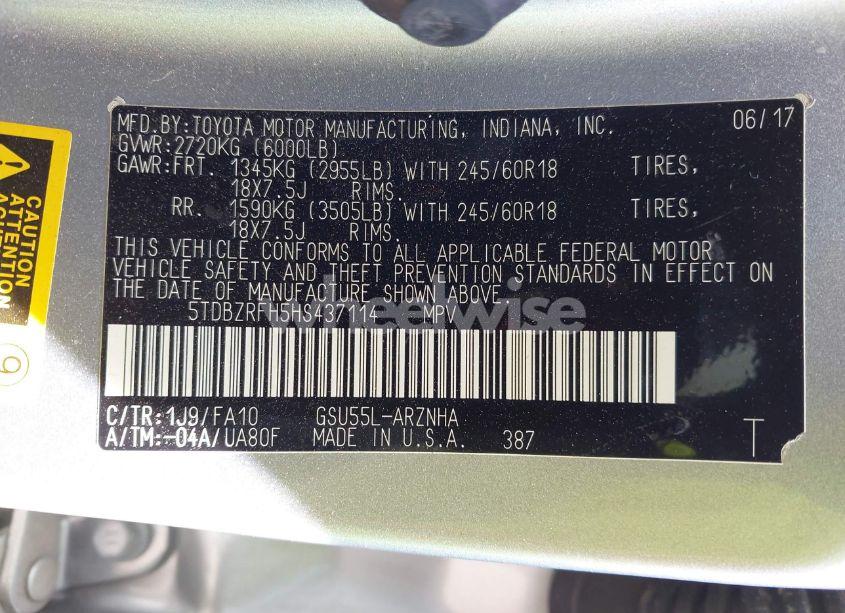 MFD.BY:TOYOTA MOTOR MANUFACTURING, INDIANA, INC. 06/17
GVWR:2720KG (6000LB)
GAWR:FRT. 1345KG (2955LB) WITH 245/60R18 TIRES,
18X7.5J RIMS.
RR. 1590KG (3505LB) WITH 245/60R18 TIRES,
18X7.5J RIMS.
THIS VEHICLE CONFORMS TO ALL APPLICABLE FEDERAL MOTOR
VEHICLE SAFETY AND THEFT PREVENTION STANDARDS IN EFFECT ON
THE DATE OF MANUFACTURE SHOWN ABOVE.
5TDBZRFH5HS437114 MPV
C/TR:1J9/FA10 GSU55L-ARZNHA
A/TM:-04A/UA80F MADE IN U.S.A. 387 T
CAUTION
ATTENTION
9
wheelwise